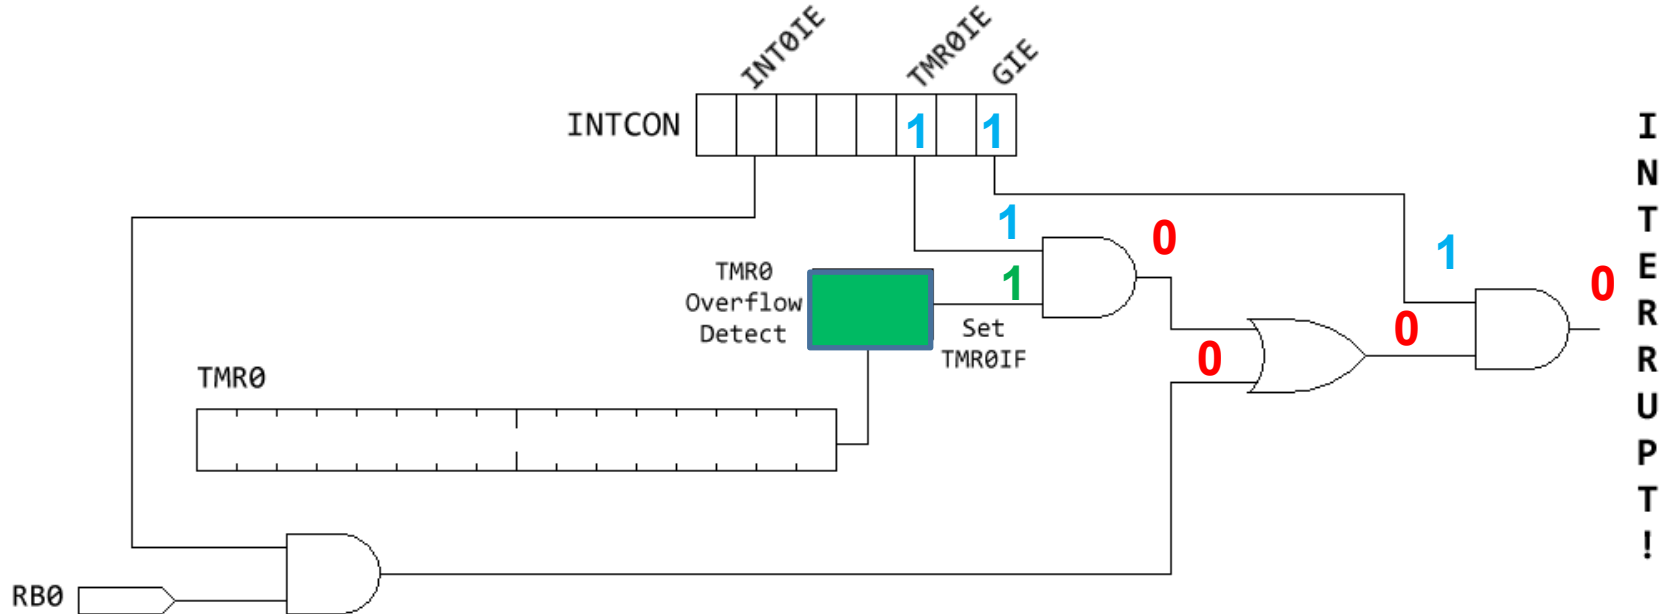 INT0IE
TMR0IE
GIE
INTCON
1 1
1
0
1
0
TMR0
Overflow
Detect
1
Set
TMR0IF
0
0
TMR0
RB0
I
N
T
E
R
R
U
P
T
!